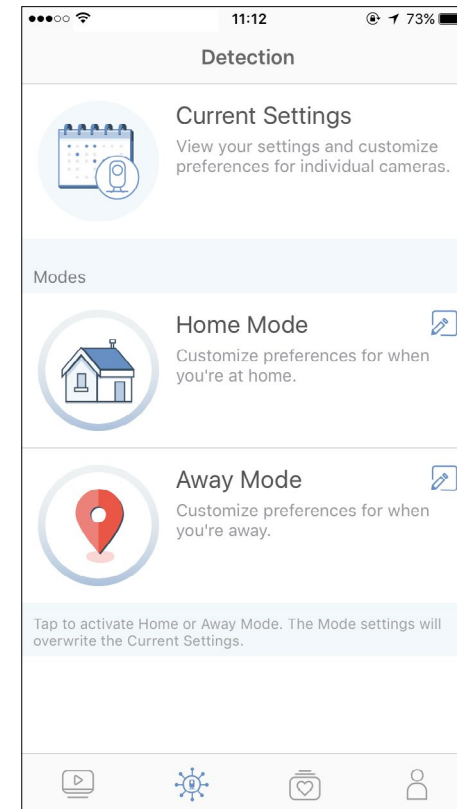 11:12
73%
Detection
Current Settings
View your settings and customize
preferences for individual cameras.
Modes
Home Mode
Customize preferences for when
you're at home.
Away Mode
Customize preferences for when
you're away.
Tap to activate Home or Away Mode. The Mode settings will
overwrite the Current Settings.